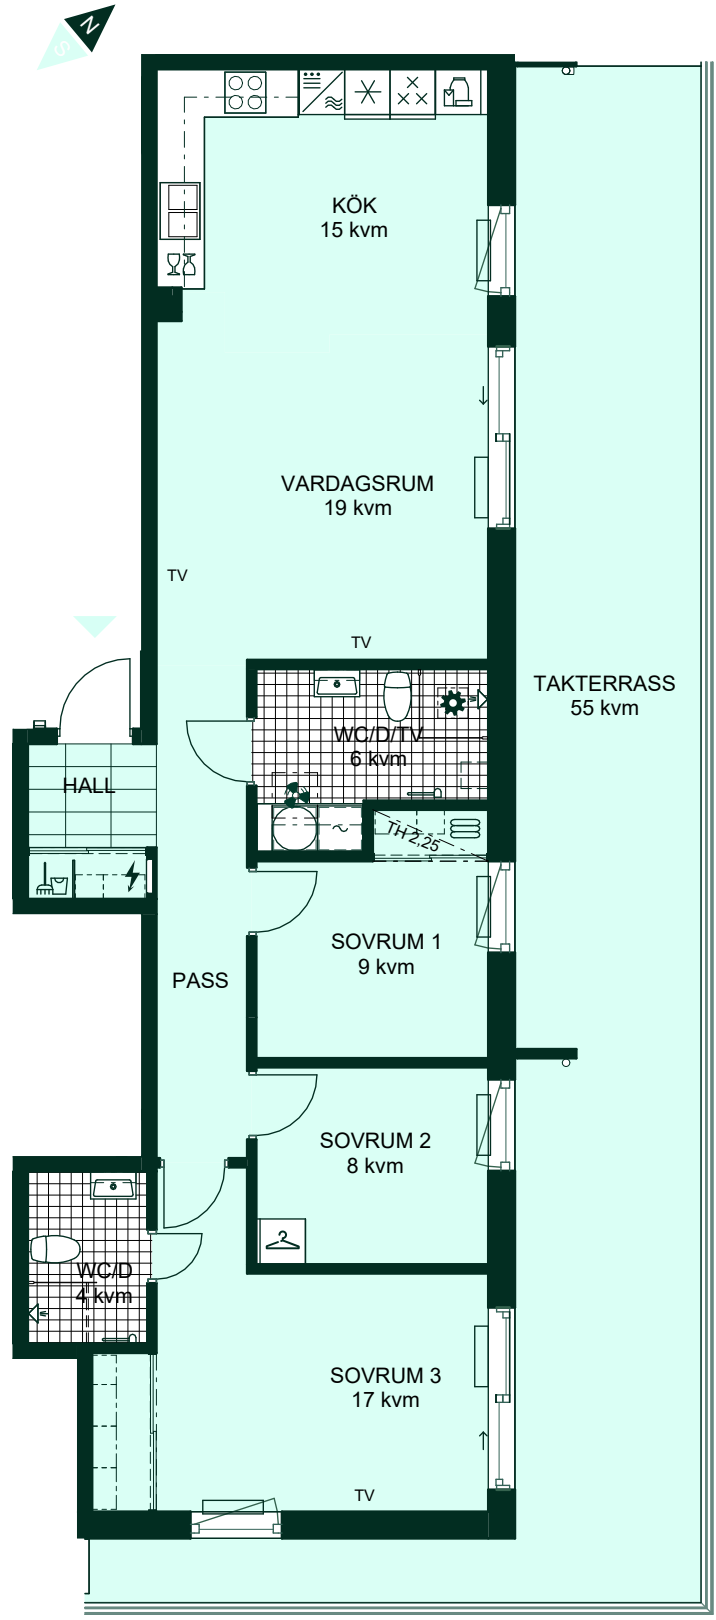 N
S
KÖK
15 kvm
VARDAGSRUM
19 kvm
TV
TV
TAKTERRASS
55 kvm
WC/D/TV
6 kvm
HALL
TH 2,25
SOVRUM 1
9 kvm
PASS
SOVRUM 2
8 kvm
WC/D
4 kvm
SOVRUM 3
17 kvm
TV